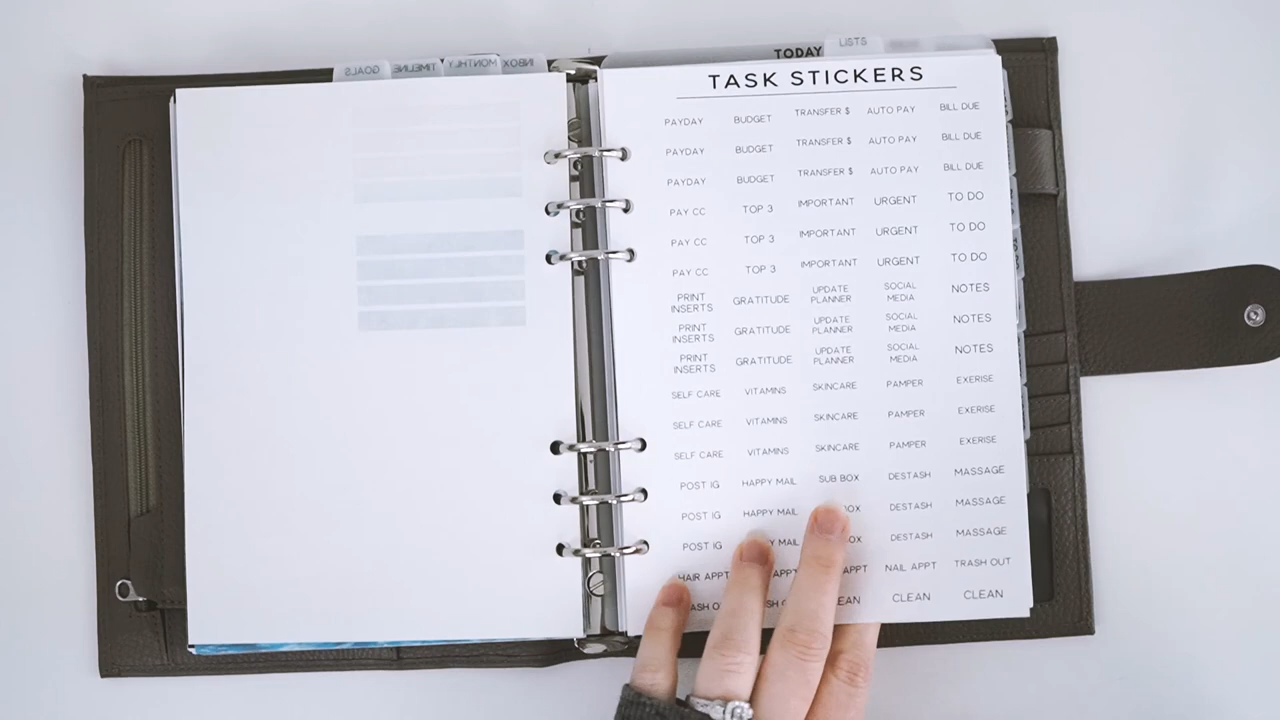 GOALS TIMELINE MONTHLY INBOX
LISTS
TODAY
TASK STICKERS
PAYDAY BUDGET TRANSFER $ AUTO PAY BILL DUE
PAYDAY BUDGET TRANSFER $ AUTO PAY BILL DUE
PAYDAY BUDGET TRANSFER $ AUTO PAY BILL DUE
PAY CC TOP 3 IMPORTANT URGENT TO DO
PAY CC TOP 3 IMPORTANT URGENT TO DO
PAY CC TOP 3 IMPORTANT URGENT TO DO
PRINT INSERTS GRATITUDE UPDATE PLANNER SOCIAL MEDIA NOTES
PRINT INSERTS GRATITUDE UPDATE PLANNER SOCIAL MEDIA NOTES
PRINT INSERTS GRATITUDE UPDATE PLANNER SOCIAL MEDIA NOTES
SELF CARE VITAMINS SKINCARE PAMPER EXERISE
SELF CARE VITAMINS SKINCARE PAMPER EXERISE
SELF CARE VITAMINS SKINCARE PAMPER EXERISE
POST IG HAPPY MAIL SUB BOX DESTASH MASSAGE
POST IG HAPPY MAIL BOX DESTASH MASSAGE
POST IG MAIL BOX DESTASH MASSAGE
HAIR APPT APPT APPT NAIL APPT TRASH OUT
CLEAN CLEAN